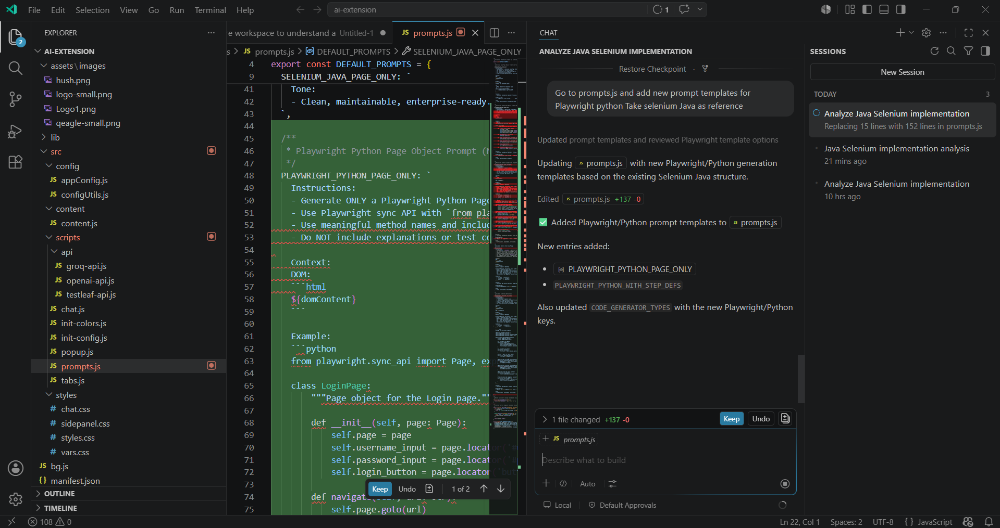 File Edit Selection View Go Run Terminal Help
ai-extension
1
EXPLORER
2
AI-EXTENSION
assets\images
hush.png
logo-small.png
Logo1.png
qeagle-small.png
lib
src
config
JS appConfig.js
JS configUtils.js
content
JS content.js
scripts
api
JS groq-api.js
JS openai-api.js
JS testleaf-api.js
JS chat.js
JS init-colors.js
JS init-config.js
JS popup.js
JS prompts.js
JS tabs.js
styles
# chat.css
# sidepanel.css
# styles.css
# vars.css
JS bg.js
{} manifest.json
OUTLINE
TIMELINE
re workspace to understand a Untitled-1
JS prompts.js
s > JS prompts.js > DEFAULT_PROMPTS > SELENIUM_JAVA_PAGE_ONLY
4 export const DEFAULT_PROMPTS = {
9 SELENIUM_JAVA_PAGE_ONLY: `
41 Tone:
42 - Clean, maintainable, enterprise-ready.
43 `,
44
45 /**
46 * Playwright Python Page Object Prompt (
47 */
48 PLAYWRIGHT_PYTHON_PAGE_ONLY: `
49 Instructions:
50 - Generate ONLY a Playwright Python Page
51 - Use Playwright sync API with `from pla
52 - Use meaningful method names and includ
53 - Do NOT include explanations or test co
54
55 Context:
56 DOM:
57 ```html
58 ${domContent}
59 ```
60
61 Example:
62 ```python
63 from playwright.sync_api import Page, ex
64
65 class LoginPage:
66 """Page object for the Login page.""
67
68 def __init__(self, page: Page):
69 self.page = page
70 self.username_input = page.locator('#
71 self.password_input = page.locator('#
72 self.login_button = page.locator('but
73
74 def navigate(
75 self.page.goto(url)
Keep Undo 1 of 2
CHAT
ANALYZE JAVA SELENIUM IMPLEMENTATION
Restore Checkpoint ·
Go to prompts.js and add new prompt templates for
Playwright python Take selenium Java as reference
Updated prompt templates and reviewed Playwright template options
Updating JS prompts.js with new Playwright/Python generation
templates based on the existing Selenium Java structure.
Edited JS prompts.js +137 -0
✅ Added Playwright/Python prompt templates to JS prompts.js
New entries added:
• PLAYWRIGHT_PYTHON_PAGE_ONLY
• PLAYWRIGHT_PYTHON_WITH_STEP_DEFS
Also updated CODE_GENERATOR_TYPES with the new Playwright/Python
keys.
1 file changed +137 -0
Keep Undo
+ JS prompts.js
Describe what to build
Auto
Local Default Approvals
SESSIONS
New Session
TODAY 3
Analyze Java Selenium implementation
Replacing 15 lines with 152 lines in prompts.js
Java Selenium implementation analysis
21 mins ago
Analyze Java Selenium implementation
10 hrs ago
108 0
Ln 22, Col 1 Spaces: 2 UTF-8 {} JavaScript